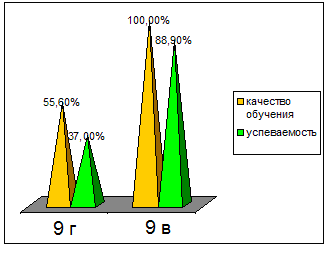 100,00%
88,90%
55,60%
37,00%
качество
обучения
успеваемость
9 г
9 в